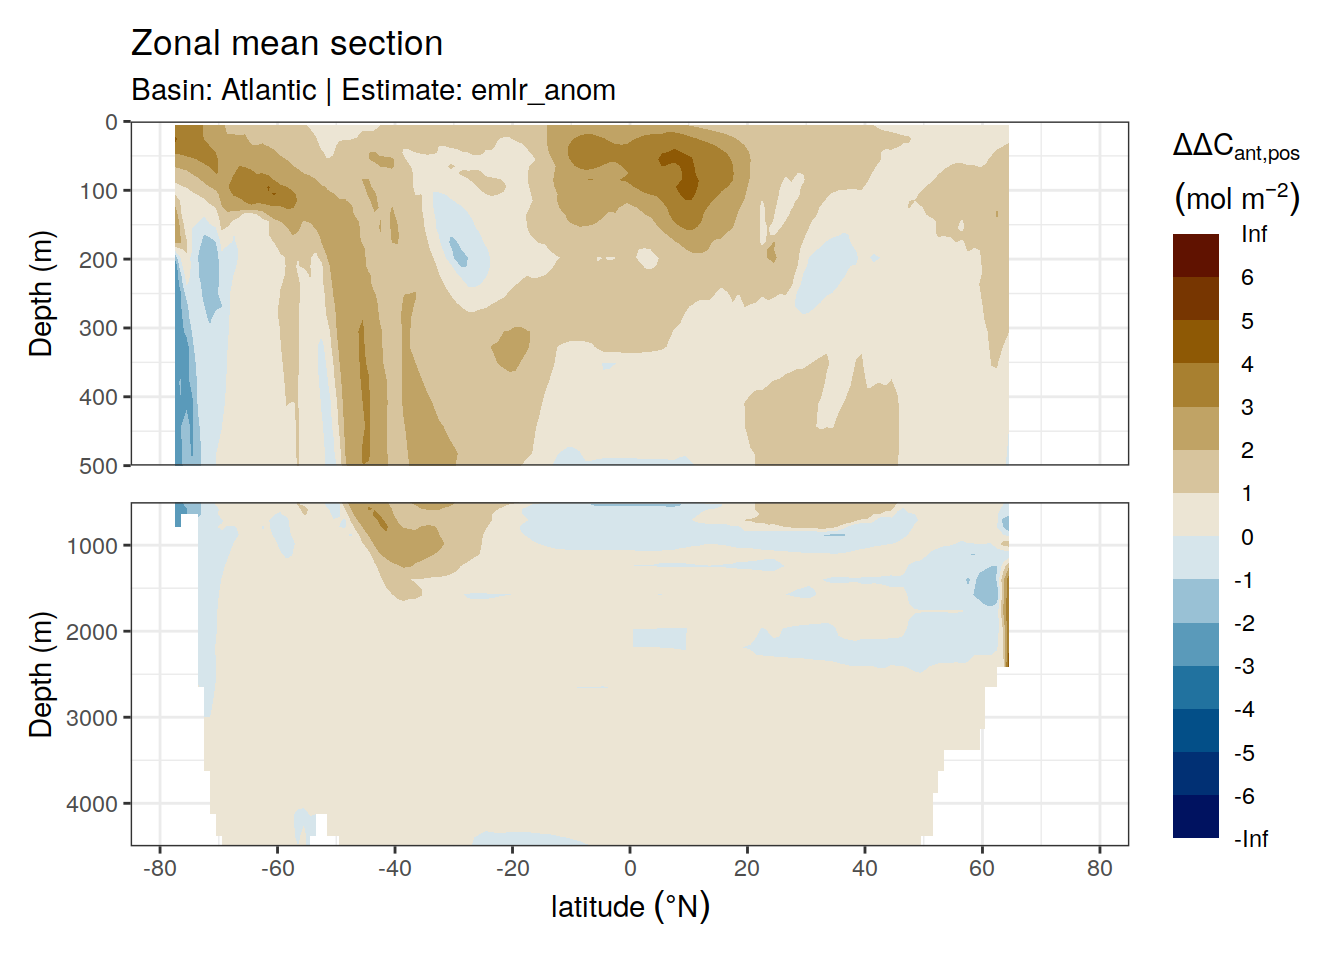 Zonal mean section
Basin: Atlantic | Estimate: emlr_anom
Depth (m)
0
100
200
300
400
500
Depth (m)
1000
2000
3000
4000
-80 -60 -40 -20 0 20 40 60 80
latitude (°N)
ΔΔCant,pos
(mol m−2)
Inf
6
5
4
3
2
1
0
-1
-2
-3
-4
-5
-6
-Inf